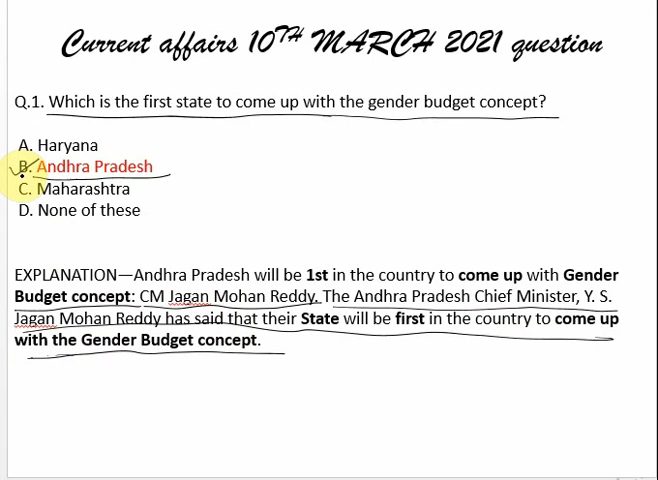 Current affairs 10TH MARCH 2021 question
Q.1. Which is the first state to come up with the gender budget concept?
A. Haryana
B. Andhra Pradesh
C. Maharashtra
D. None of these
EXPLANATION—Andhra Pradesh will be 1st in the country to come up with Gender
Budget concept: CM Jagan Mohan Reddy. The Andhra Pradesh Chief Minister, Y. S.
Jagan Mohan Reddy has said that their State will be first in the country to come up
with the Gender Budget concept.